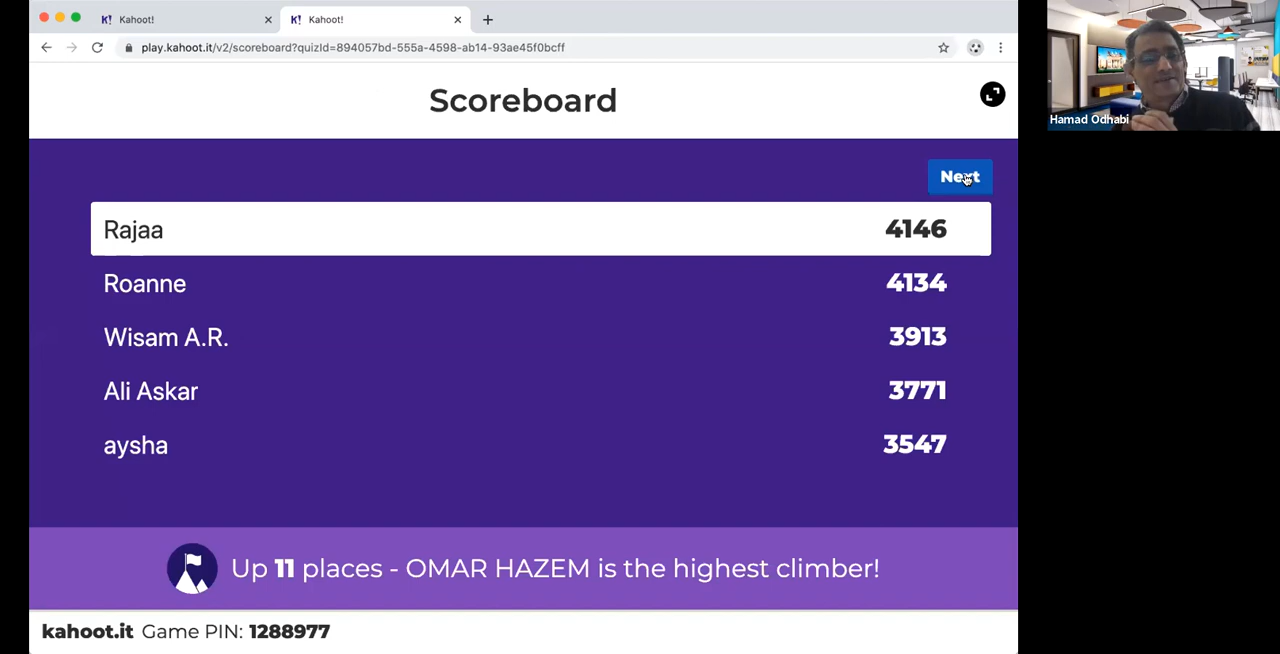 Kahoot!
Kahoot!
play.kahoot.it/v2/scoreboard?quizId=894057bd-555a-4598-ab14-93ae45f0bcff
Scoreboard
Next
Rajaa 4146
Roanne 4134
Wisam A.R. 3913
Ali Askar 3771
aysha 3547
Up 11 places - OMAR HAZEM is the highest climber!
kahoot.it Game PIN: 1288977
Hamad Odhabi